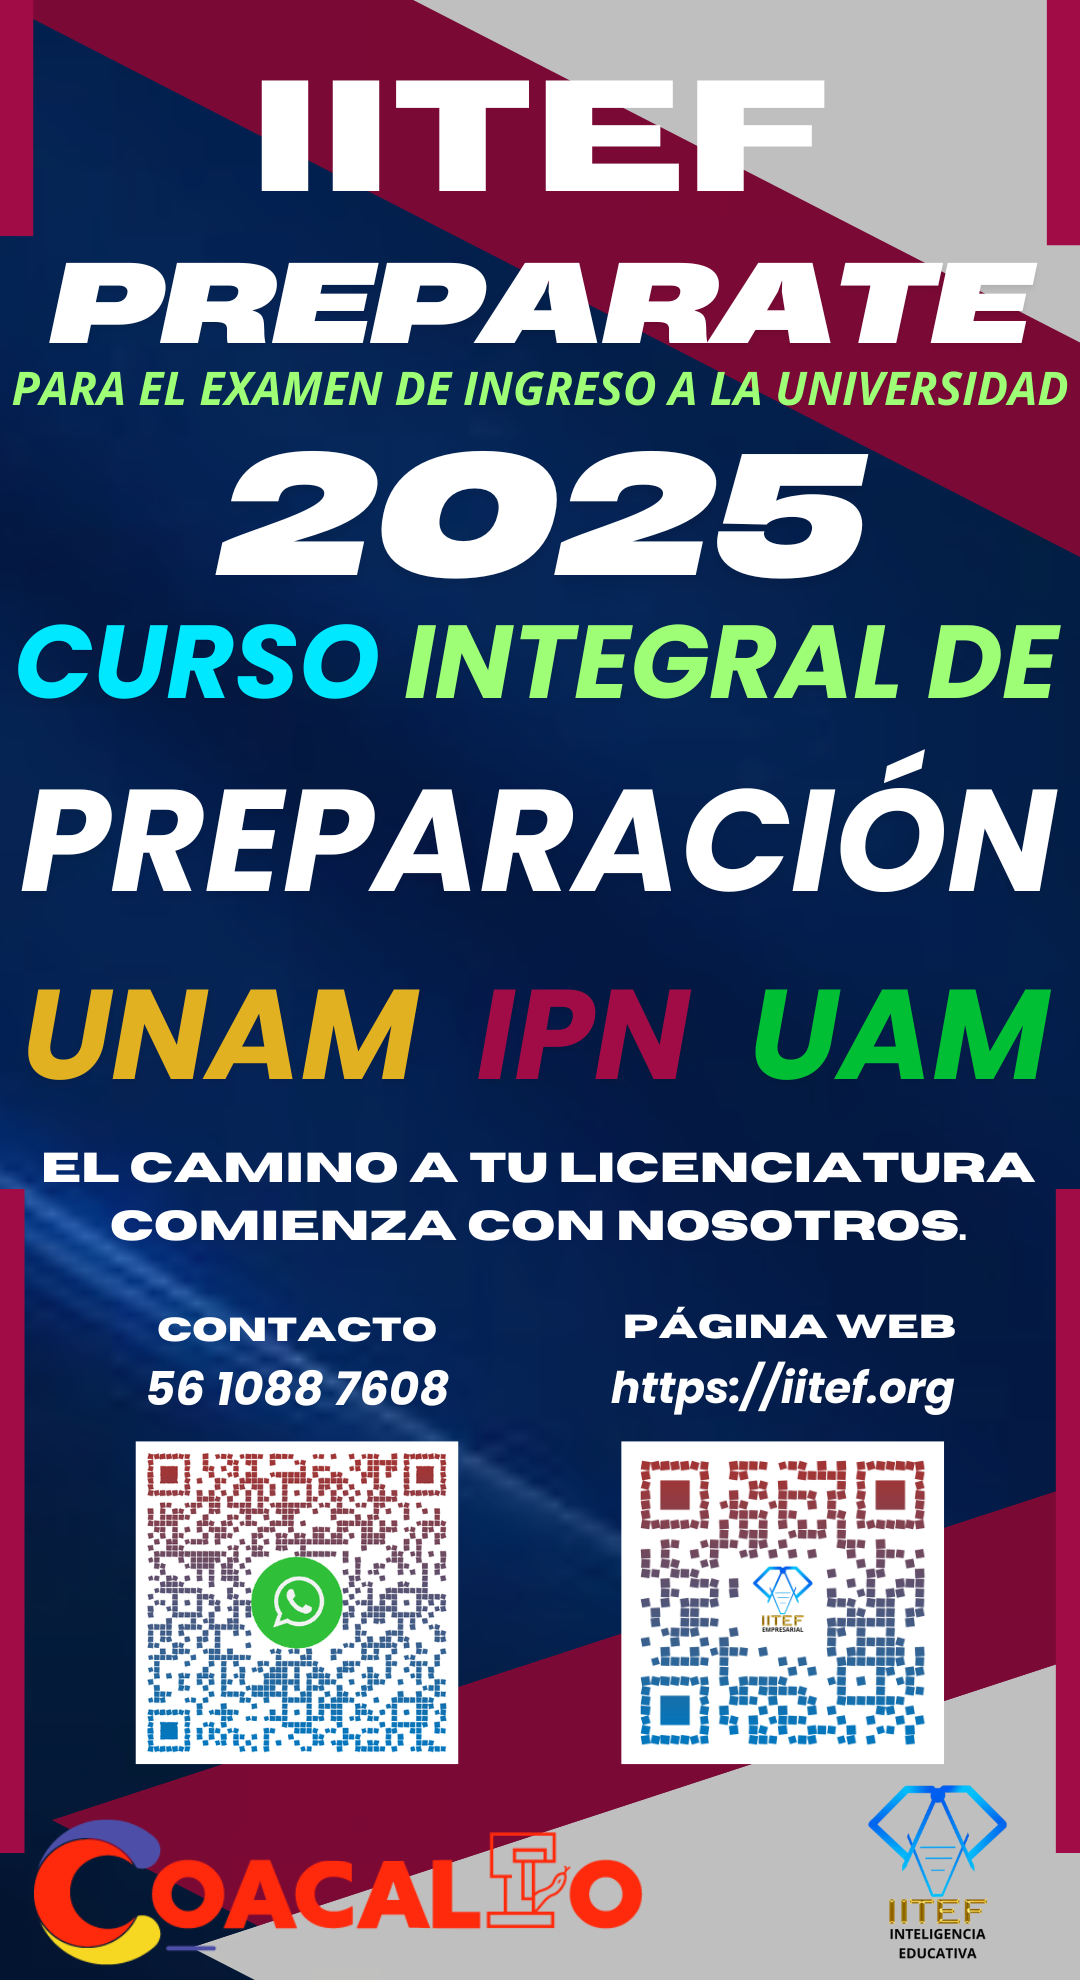 IITEF
PREPARATE
PARA EL EXAMEN DE INGRESO A LA UNIVERSIDAD
2025
CURSO INTEGRAL DE
PREPARACIÓN
UNAM IPN UAM
EL CAMINO A TU LICENCIATURA
COMIENZA CON NOSOTROS.
CONTACTO
56 1088 7608
PÁGINA WEB
https://iitef.org
IITEF
EMPRESARIAL
COACALCO
IITEF
INTELIGENCIA
EDUCATIVA